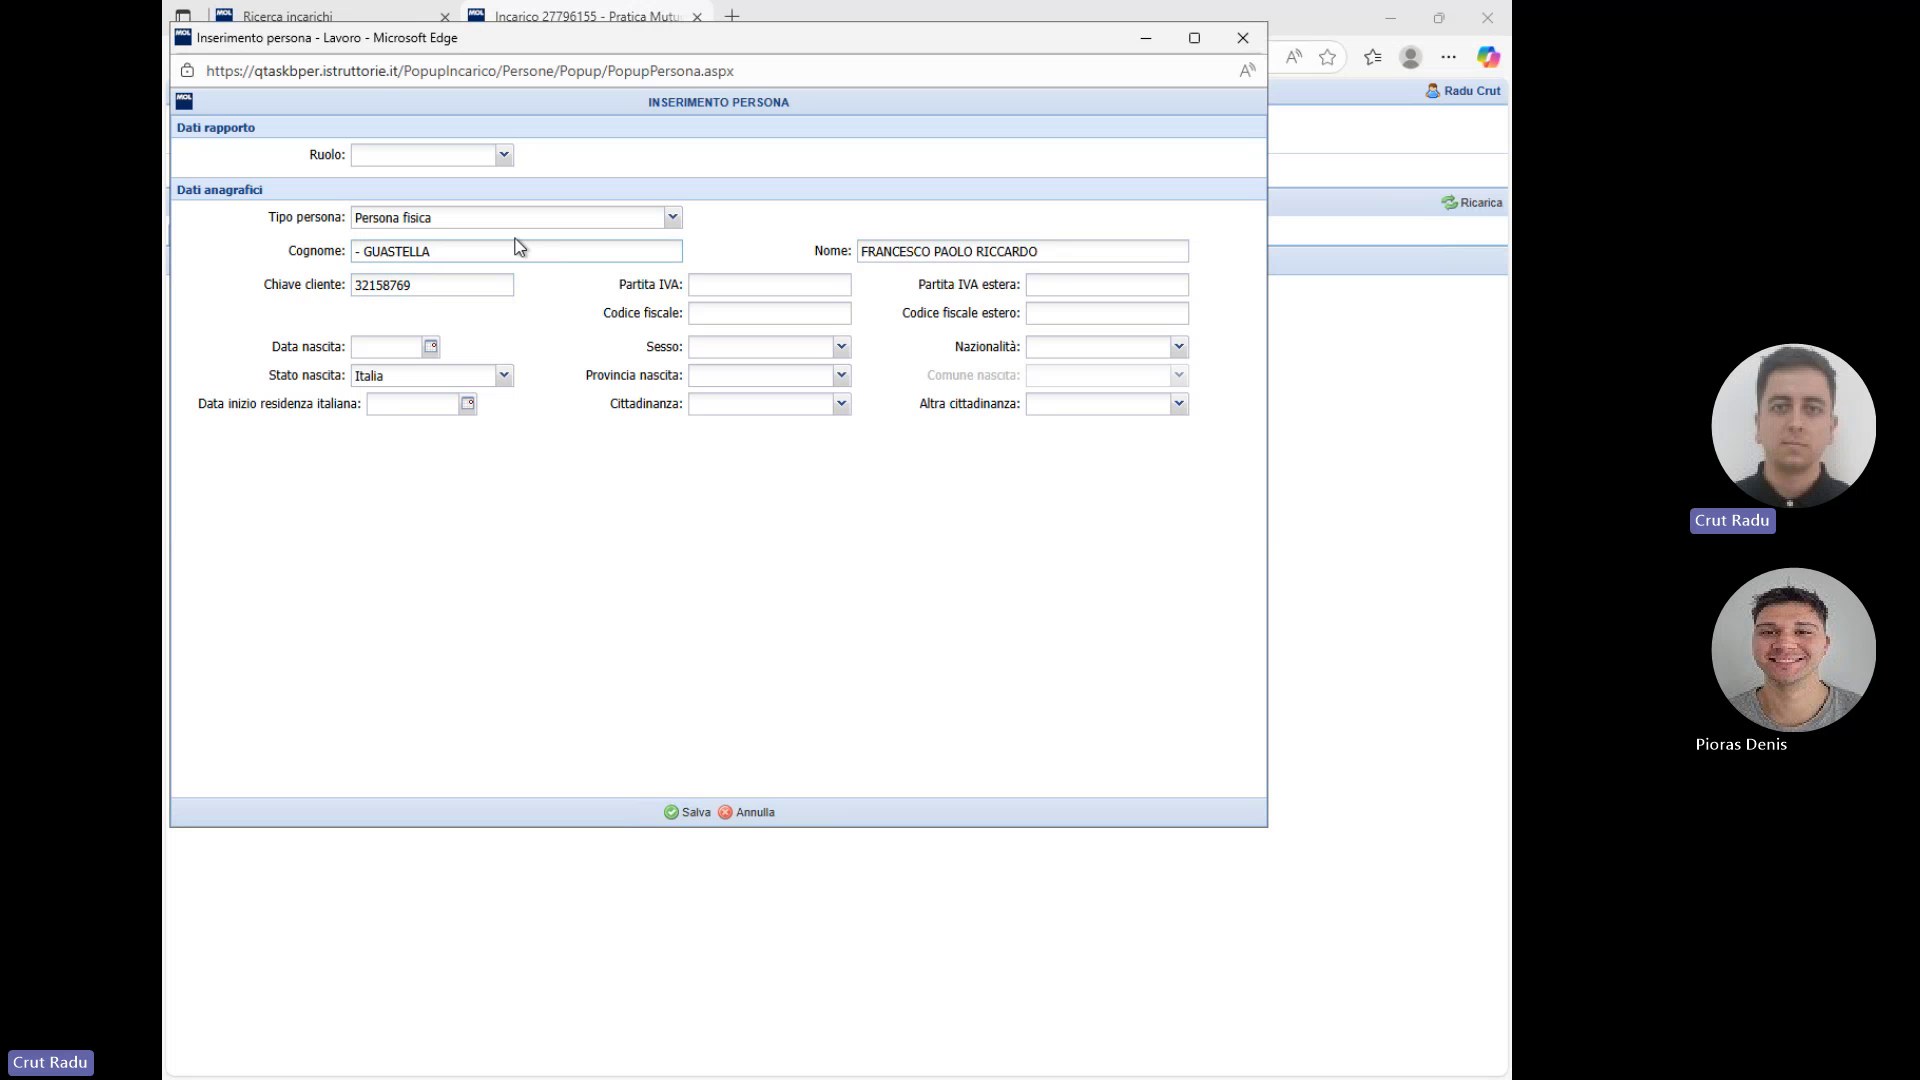 MOL Ricerca incarichi
MOL Incarico 27796155 - Pratica Mutu
MOL Inserimento persona - Lavoro - Microsoft Edge
https://qtaskbper.istruttorie.it/PopupIncarico/Persone/Popup/PopupPersona.aspx
Radu Crut
MOL INSERIMENTO PERSONA
Dati rapporto
Ruolo:
Dati anagrafici
Ricarica
Tipo persona: Persona fisica
Cognome: - GUASTELLA Nome: FRANCESCO PAOLO RICCARDO
Chiave cliente: 32158769 Partita IVA: Partita IVA estera:
Codice fiscale: Codice fiscale estero:
Data nascita: Sesso: Nazionalità:
Stato nascita: Italia Provincia nascita: Comune nascita:
Data inizio residenza italiana: Cittadinanza: Altra cittadinanza:
Salva Annulla
Crut Radu
Pioras Denis
Crut Radu